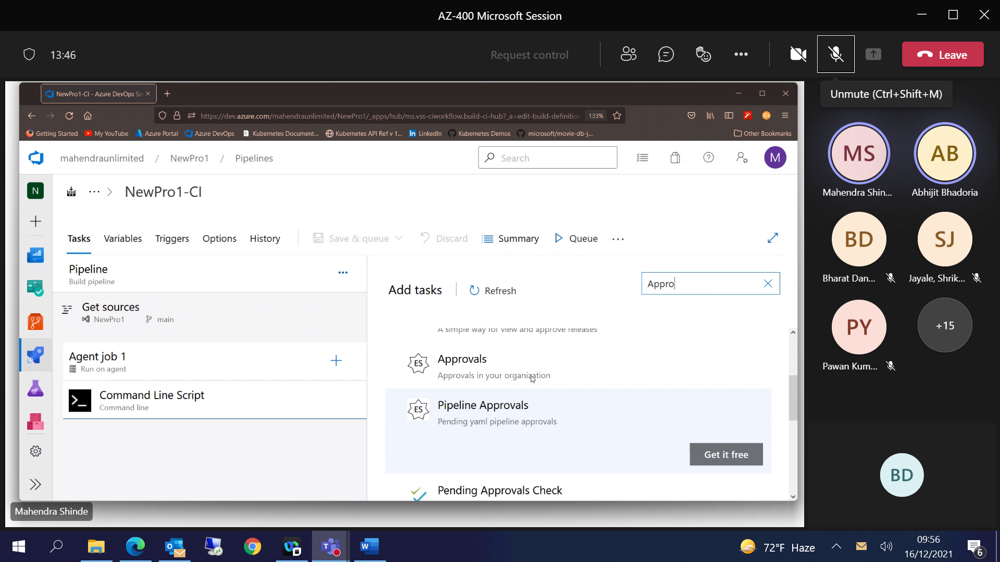 AZ-400 Microsoft Session
13:46
Request control
Leave
Unmute (Ctrl+Shift+M)
NewPro1-CI - Azure DevOps Se
https://dev.azure.com/mahendraunlimited/NewPro1/_apps/hub/ms.vss-ciworkflow.build-ci-hub?_a=edit-build-definition
133%
Getting Started
My YouTube
Azure Portal
Azure DevOps
Kubernetes Document...
Kubernetes API Ref v 1...
LinkedIn
Kubernetes Demos
microsoft/movie-db-j...
Other Bookmarks
mahendraunlimited / NewPro1 / Pipelines
Search
M
N
... > NewPro1-CI
Tasks
Variables
Triggers
Options
History
Save & queue
Discard
Summary
Queue
...
Pipeline
Build pipeline
...
Get sources
NewPro1
main
Agent job 1
Run on agent
Command Line Script
Command line
Add tasks
Refresh
Appro
A simple way for view and approve releases
ES
Approvals
Approvals in your organization
ES
Pipeline Approvals
Pending yaml pipeline approvals
Get it free
Pending Approvals Check
Mahendra Shinde
MS
Mahendra Shin...
AB
Abhijit Bhadoria
BD
Bharat Dan...
SJ
Jayale, Shrik...
PY
Pawan Kum...
+15
BD
72°F Haze
09:56
16/12/2021
6